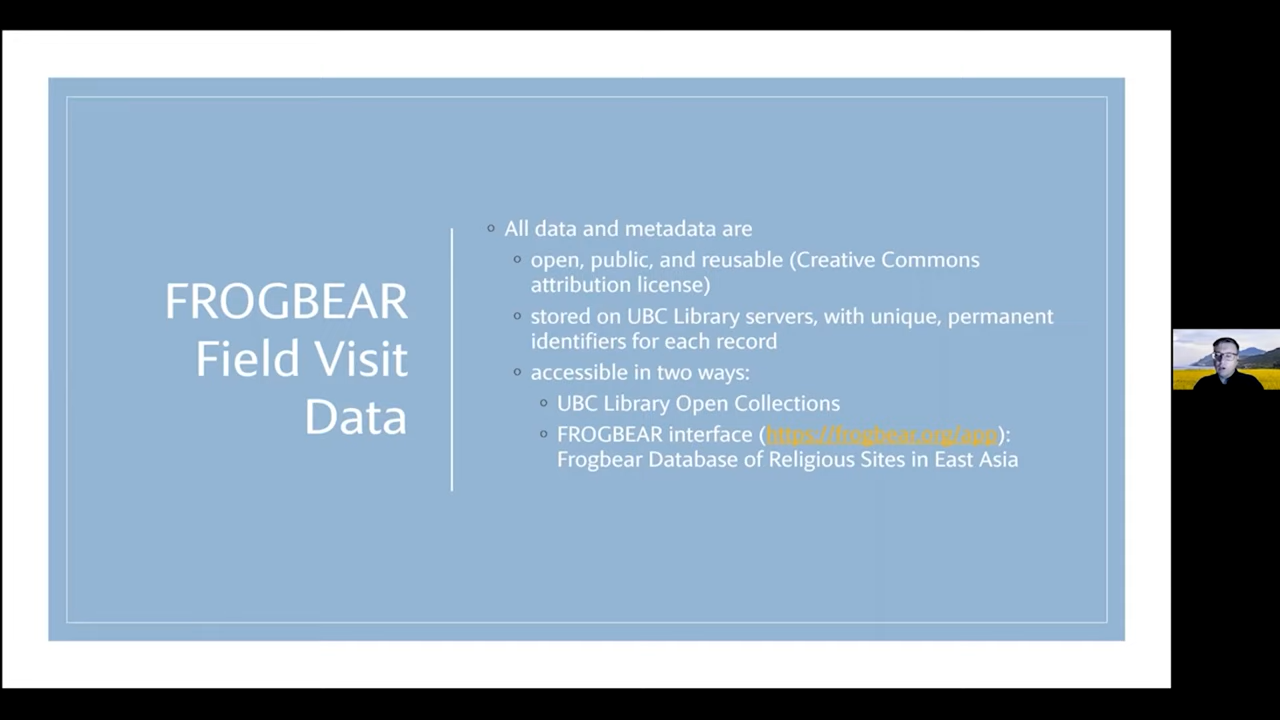 FROGBEAR
Field Visit
Data
All data and metadata are
open, public, and reusable (Creative Commons
attribution license)
stored on UBC Library servers, with unique, permanent
identifiers for each record
accessible in two ways:
UBC Library Open Collections
FROGBEAR interface (https://frogbear.org/app):
Frogbear Database of Religious Sites in East Asia